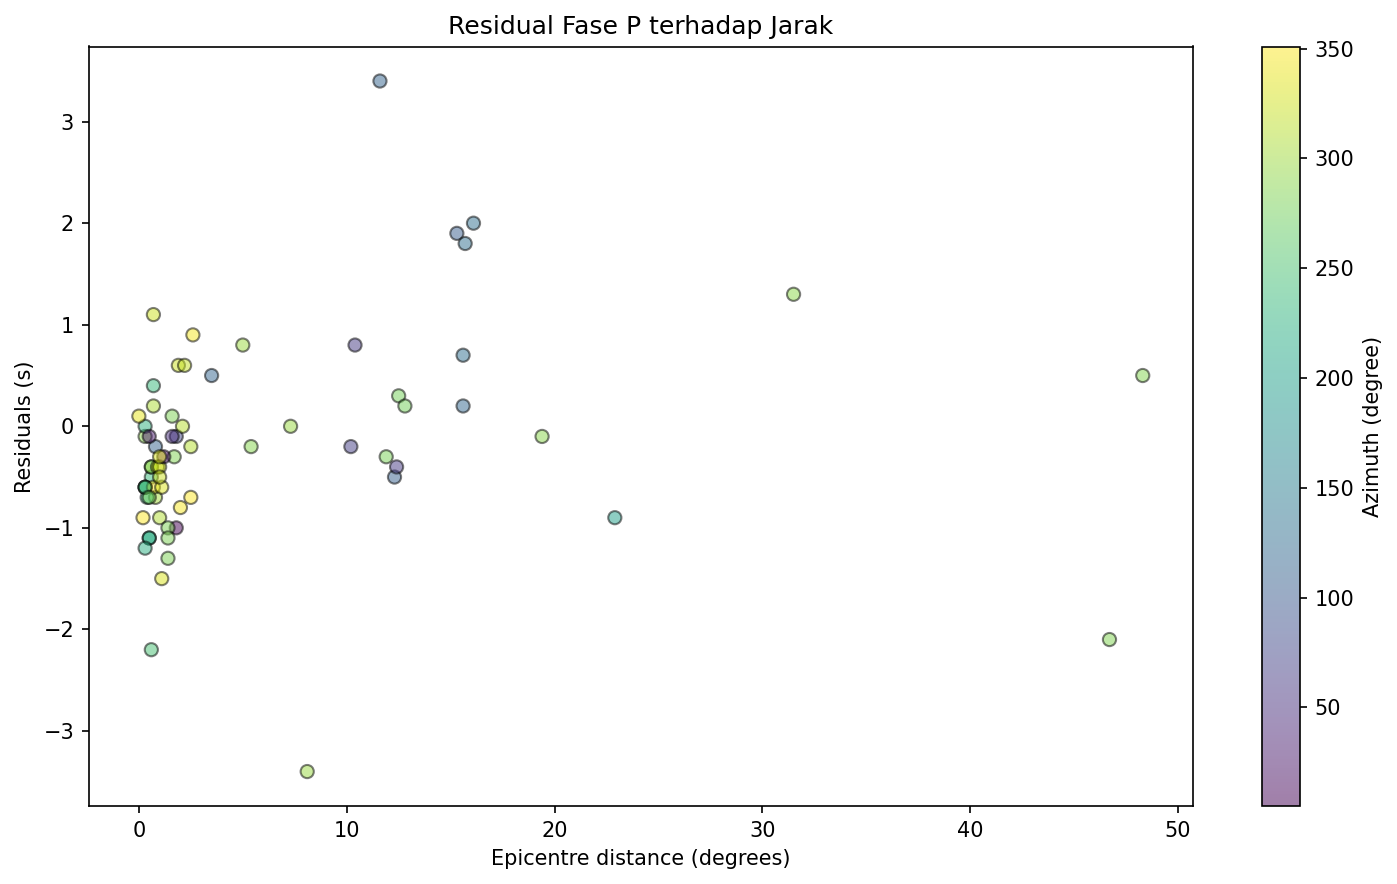 Residual Fase P terhadap Jarak
3
2
1
0
−1
−2
−3
Residuals (s)
0 10 20 30 40 50
Epicentre distance (degrees)
350
300
250
200
150
100
50
Azimuth (degree)